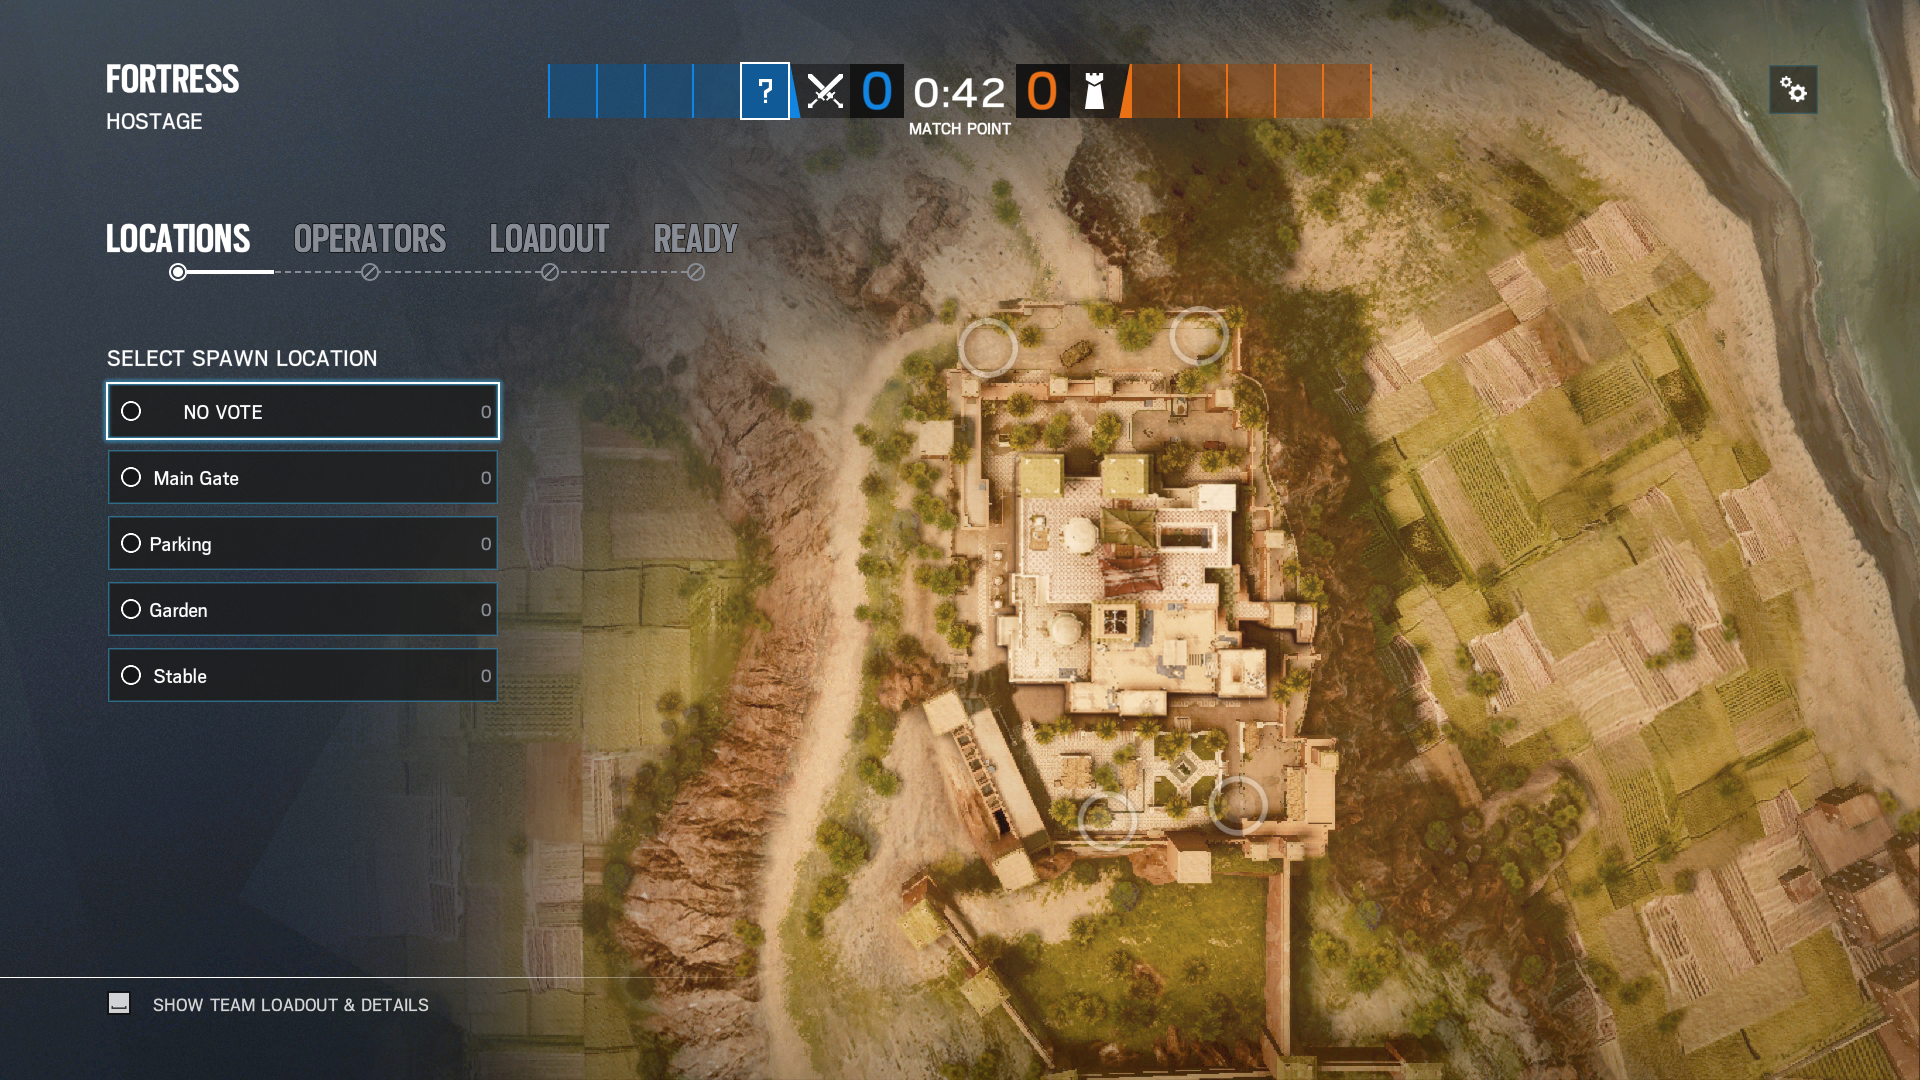 FORTRESS
HOSTAGE
?
0
0:42
0
MATCH POINT
LOCATIONS
OPERATORS
LOADOUT
READY
SELECT SPAWN LOCATION
NO VOTE 0
Main Gate 0
Parking 0
Garden 0
Stable 0
SHOW TEAM LOADOUT & DETAILS